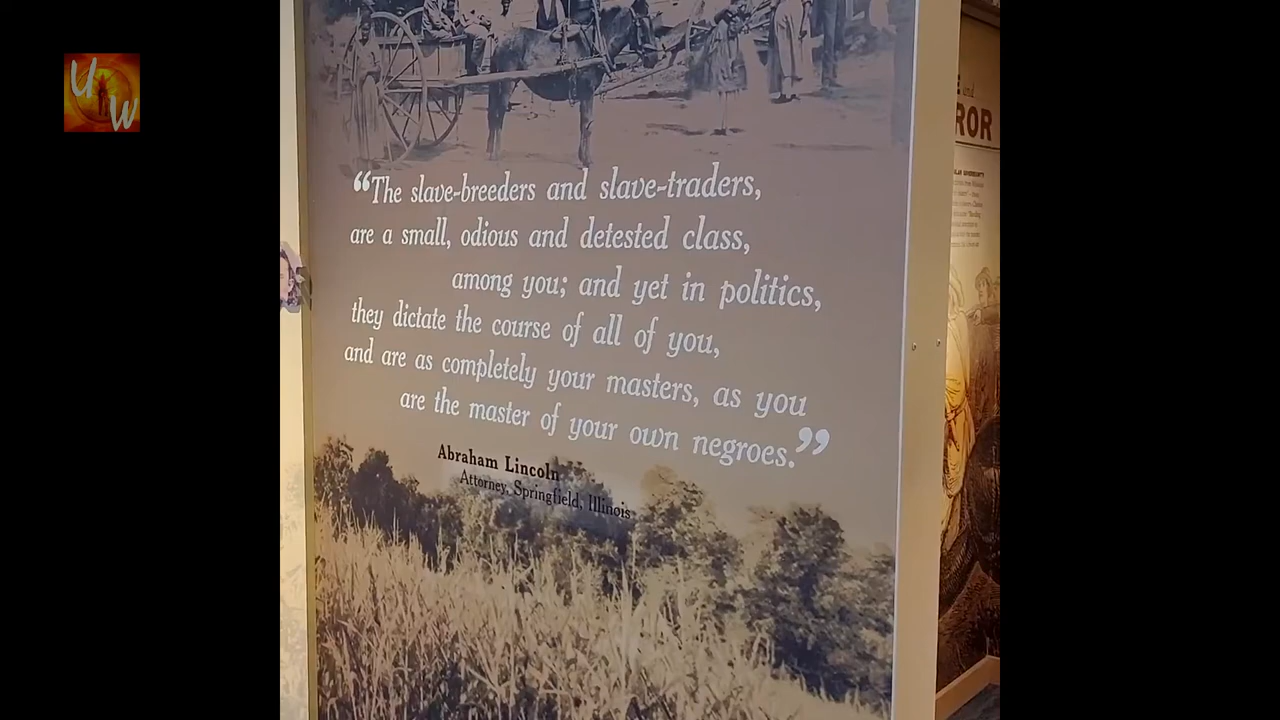 U
W
“The slave-breeders and slave-traders,
are a small, odious and detested class,
among you; and yet in politics,
they dictate the course of all of you,
and are as completely your masters, as you
are the master of your own negroes.”
Abraham Lincoln
Attorney, Springfield, Illinois
and
ROR